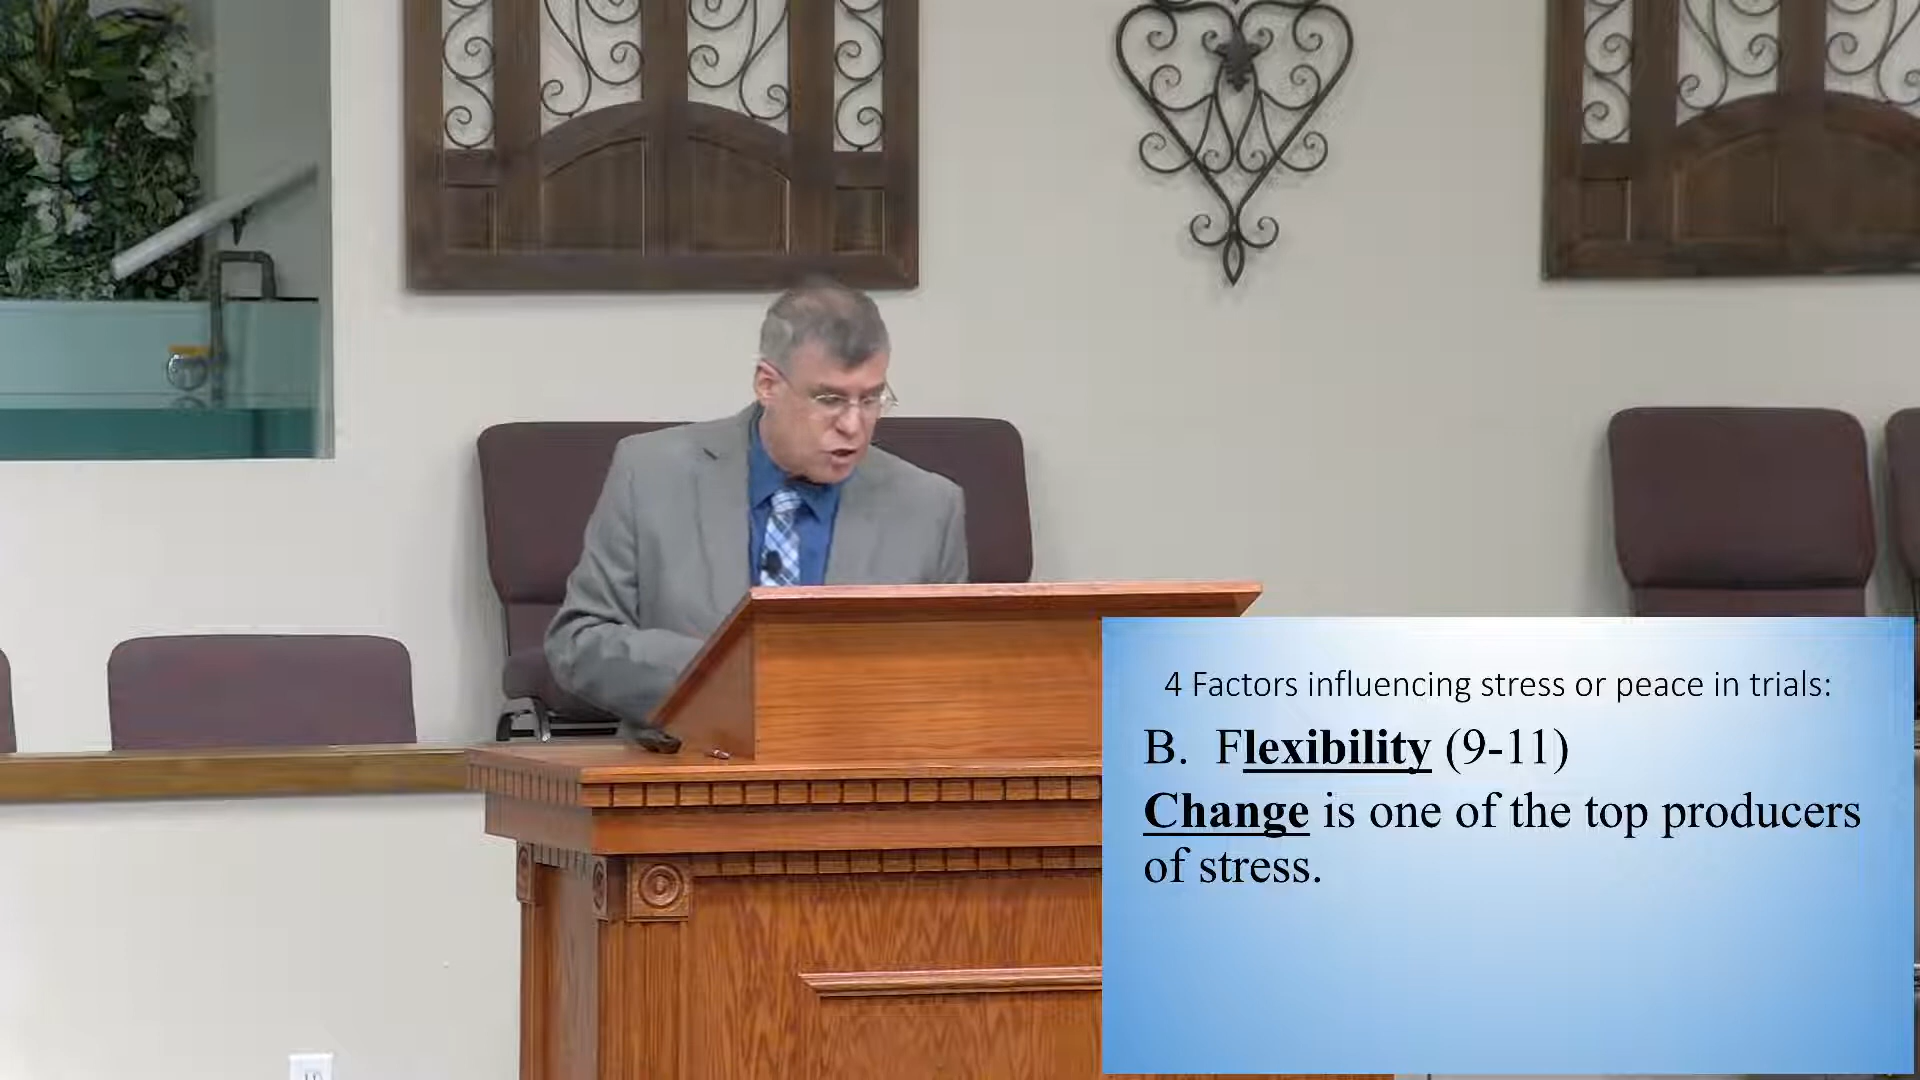 4 Factors influencing stress or peace in trials:
B. Flexibility (9-11)
Change is one of the top producers
of stress.